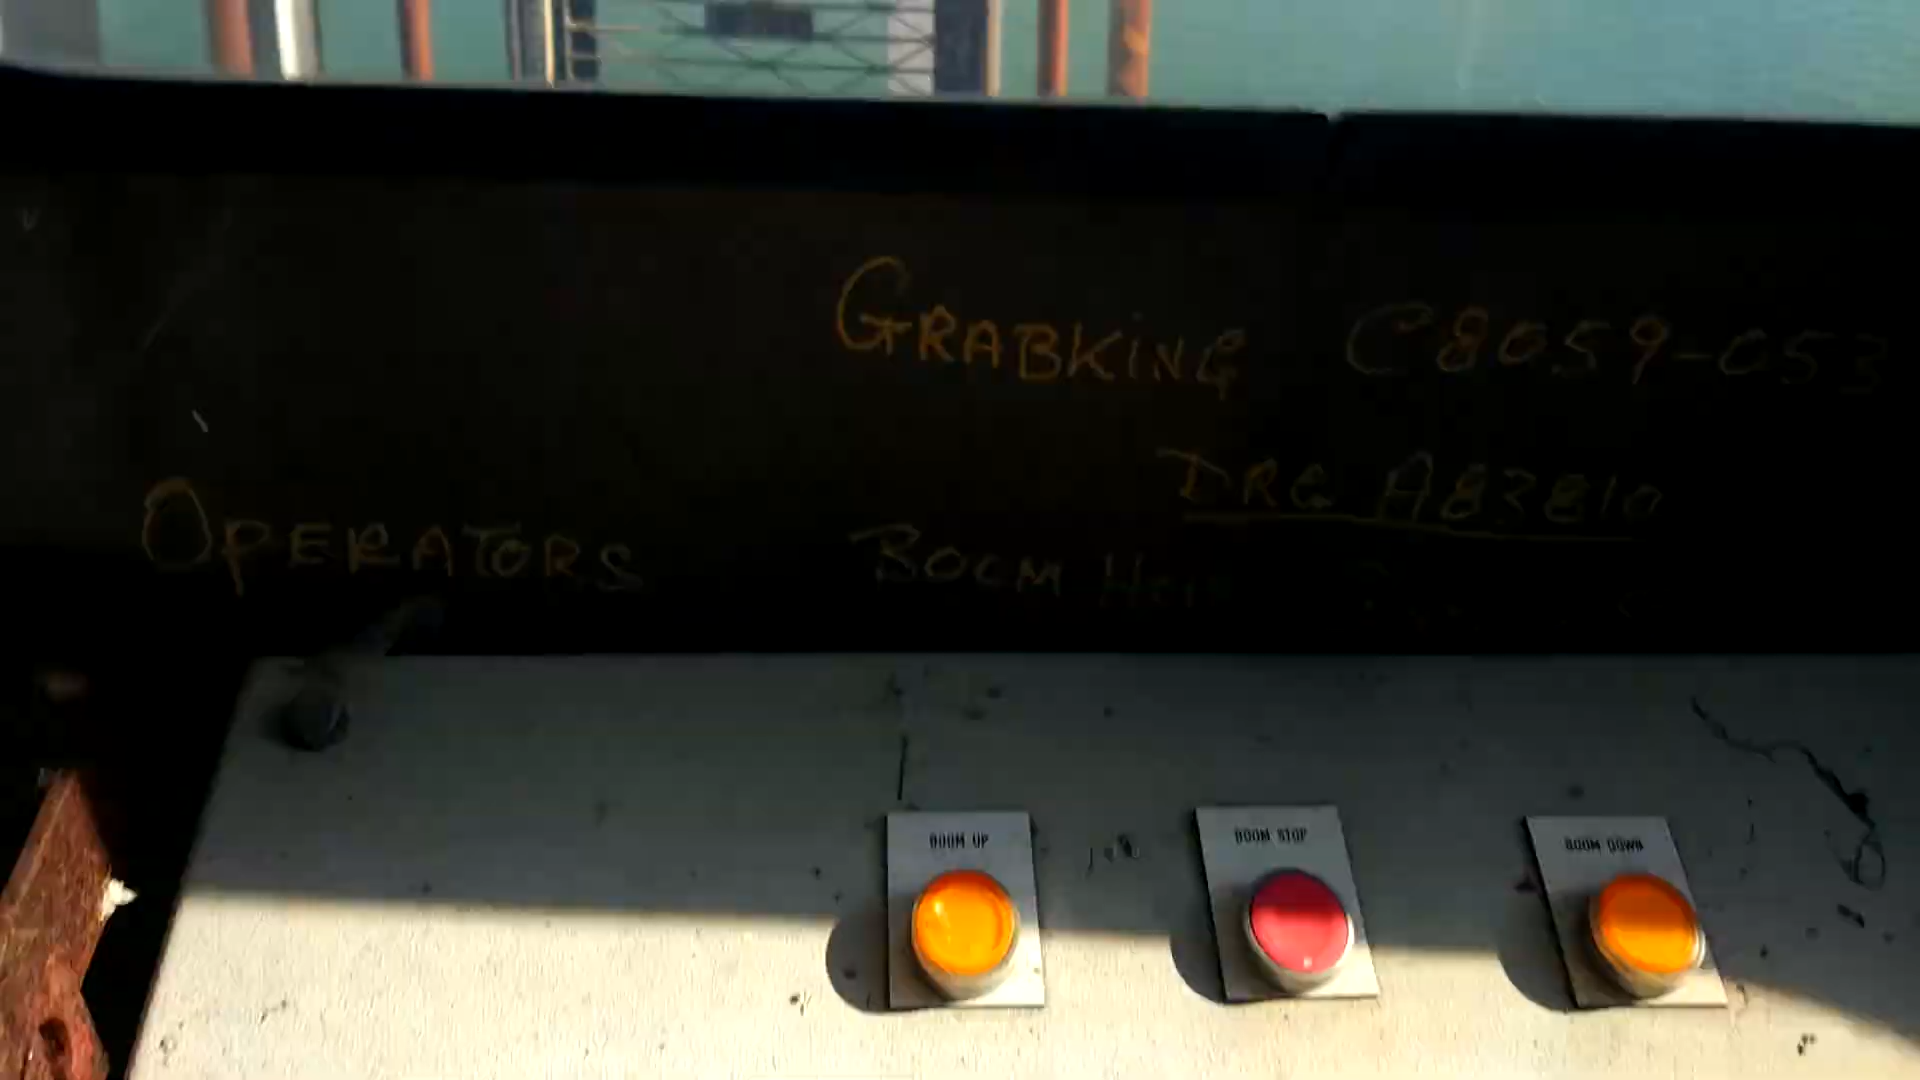 GRABKING C8059-053
DRG A83810
OPERATORS BOOM
BOOM UP
BOOM STOP
BOOM DOWN